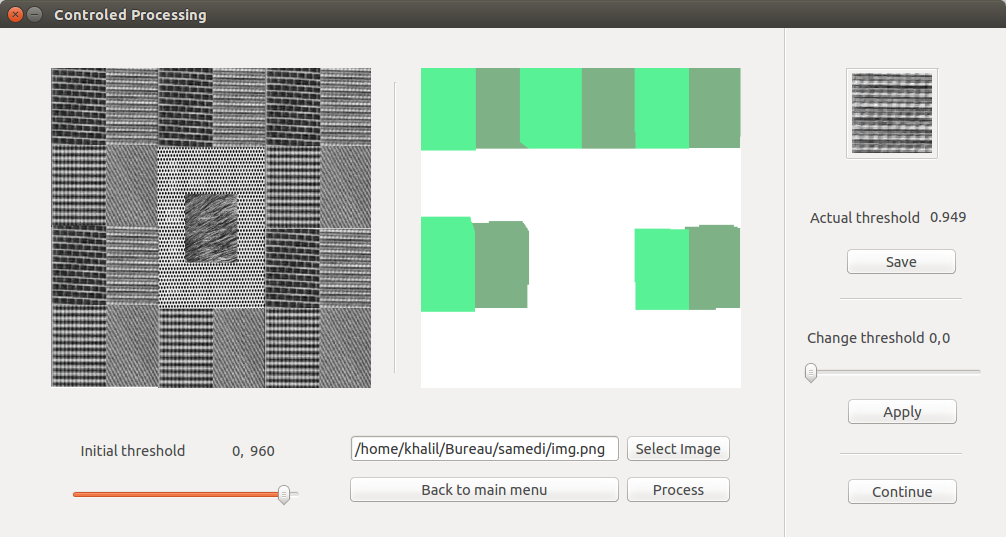 Controled Processing
Actual threshold 0.949
Save
Change threshold 0,0
Apply
Initial threshold 0, 960
/home/khalil/Bureau/samedi/img.png Select Image
Back to main menu Process
Continue